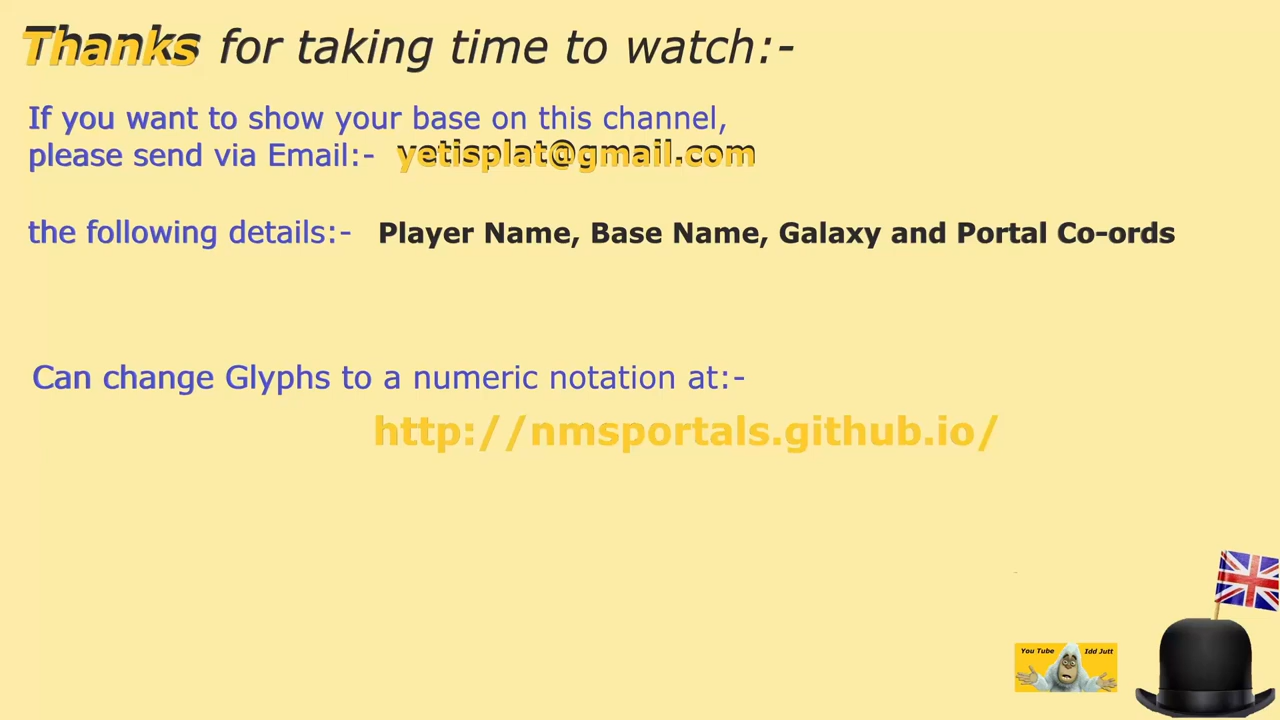 Thanks for taking time to watch:-
If you want to show your base on this channel,
please send via Email:- yetisplat@gmail.com
the following details:- Player Name, Base Name, Galaxy and Portal Co-ords
Can change Glyphs to a numeric notation at:-
http://nmsportals.github.io/
You Tube Idd Jutt